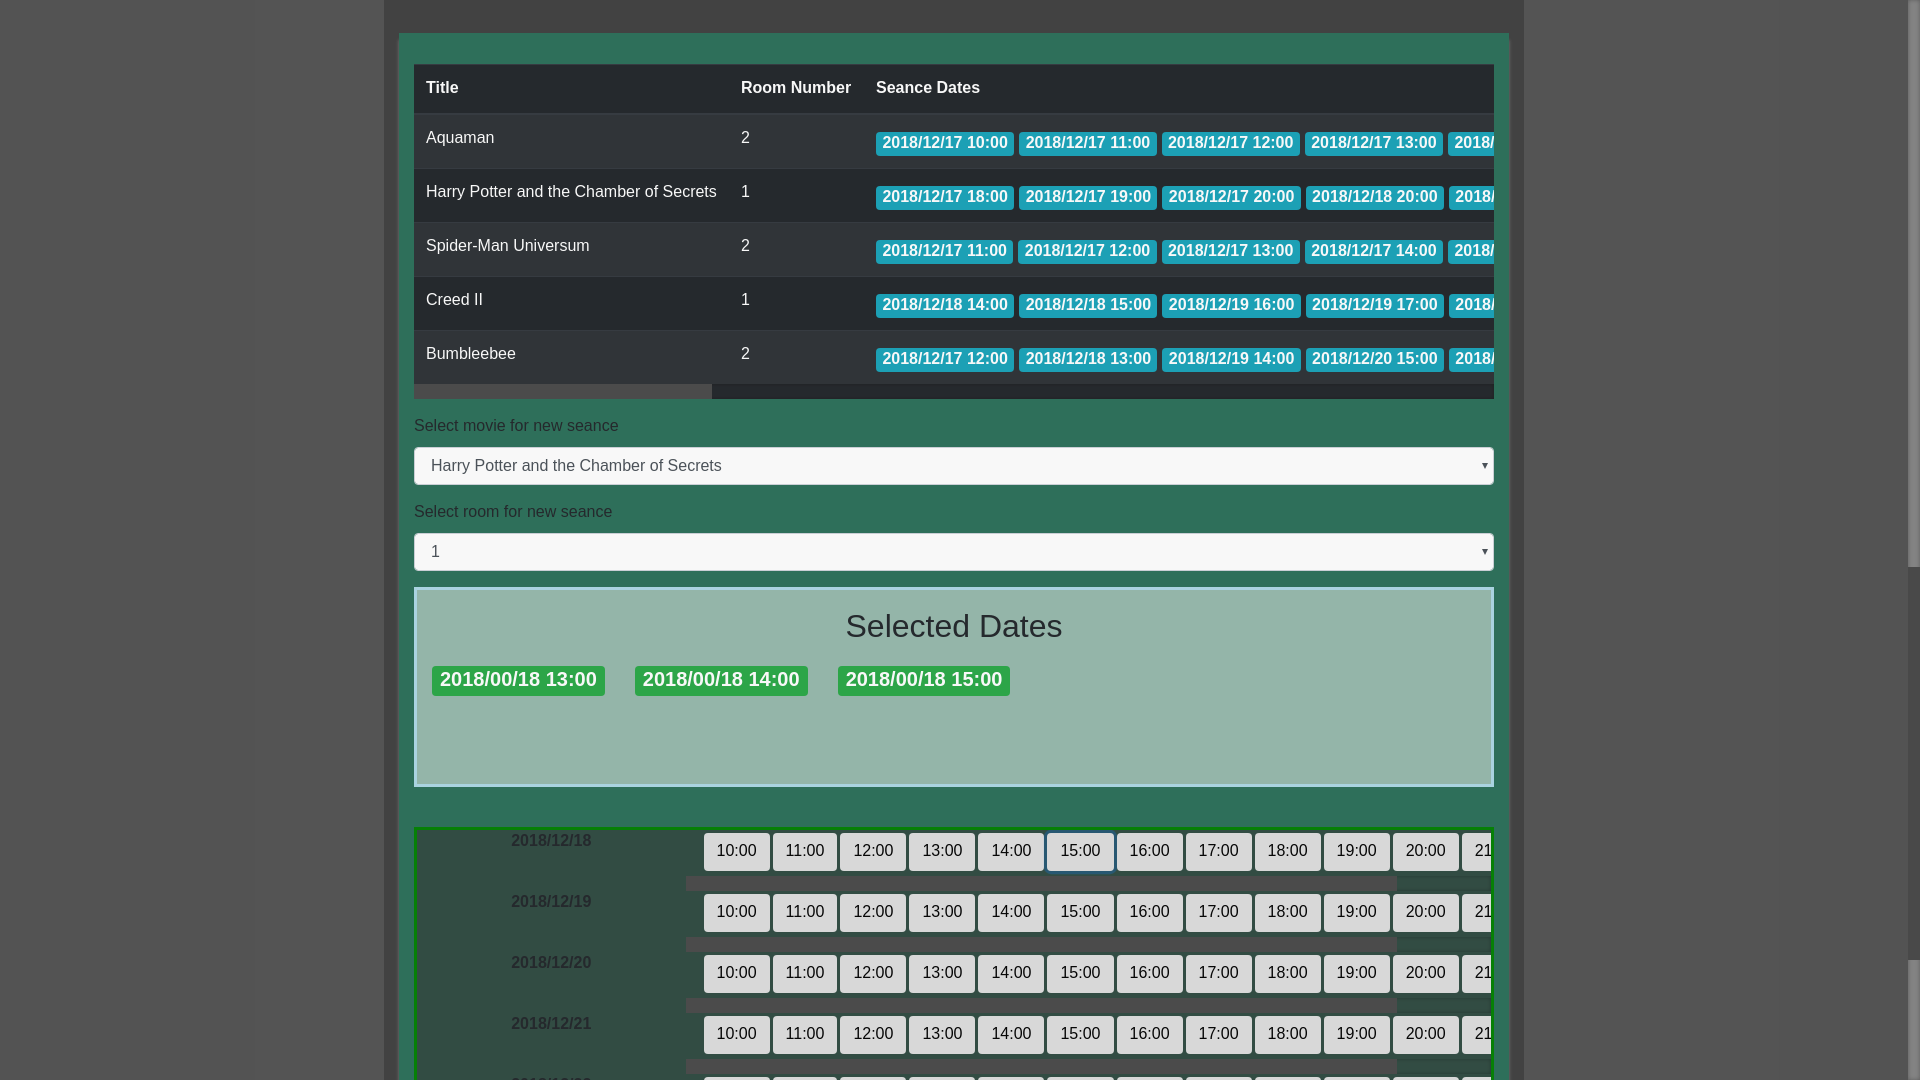 Title Room Number Seance Dates
Aquaman 2 2018/12/17 10:00 2018/12/17 11:00 2018/12/17 12:00 2018/12/17 13:00 2018/
Harry Potter and the Chamber of Secrets 1 2018/12/17 18:00 2018/12/17 19:00 2018/12/17 20:00 2018/12/18 20:00 2018/
Spider-Man Universum 2 2018/12/17 11:00 2018/12/17 12:00 2018/12/17 13:00 2018/12/17 14:00 2018/
Creed II 1 2018/12/18 14:00 2018/12/18 15:00 2018/12/19 16:00 2018/12/19 17:00 2018/
Bumbleebee 2 2018/12/17 12:00 2018/12/18 13:00 2018/12/19 14:00 2018/12/20 15:00 2018/
Select movie for new seance
Harry Potter and the Chamber of Secrets
Select room for new seance
1
Selected Dates
2018/00/18 13:00 2018/00/18 14:00 2018/00/18 15:00
2018/12/18 10:00 11:00 12:00 13:00 14:00 15:00 16:00 17:00 18:00 19:00 20:00 21
2018/12/19 10:00 11:00 12:00 13:00 14:00 15:00 16:00 17:00 18:00 19:00 20:00 21
2018/12/20 10:00 11:00 12:00 13:00 14:00 15:00 16:00 17:00 18:00 19:00 20:00 21
2018/12/21 10:00 11:00 12:00 13:00 14:00 15:00 16:00 17:00 18:00 19:00 20:00 21